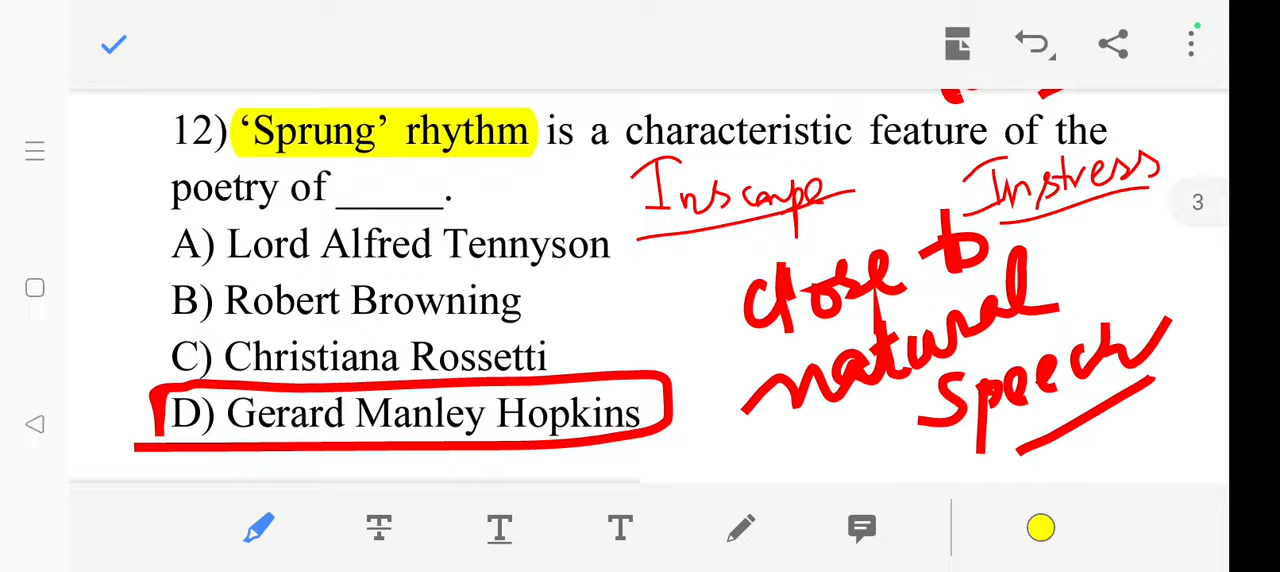 12) ‘Sprung’ rhythm is a characteristic feature of the
poetry of _____.
Inscape
Instress
A) Lord Alfred Tennyson
B) Robert Browning
C) Christiana Rossetti
D) Gerard Manley Hopkins
close to
natural
speech
3
T
T
T